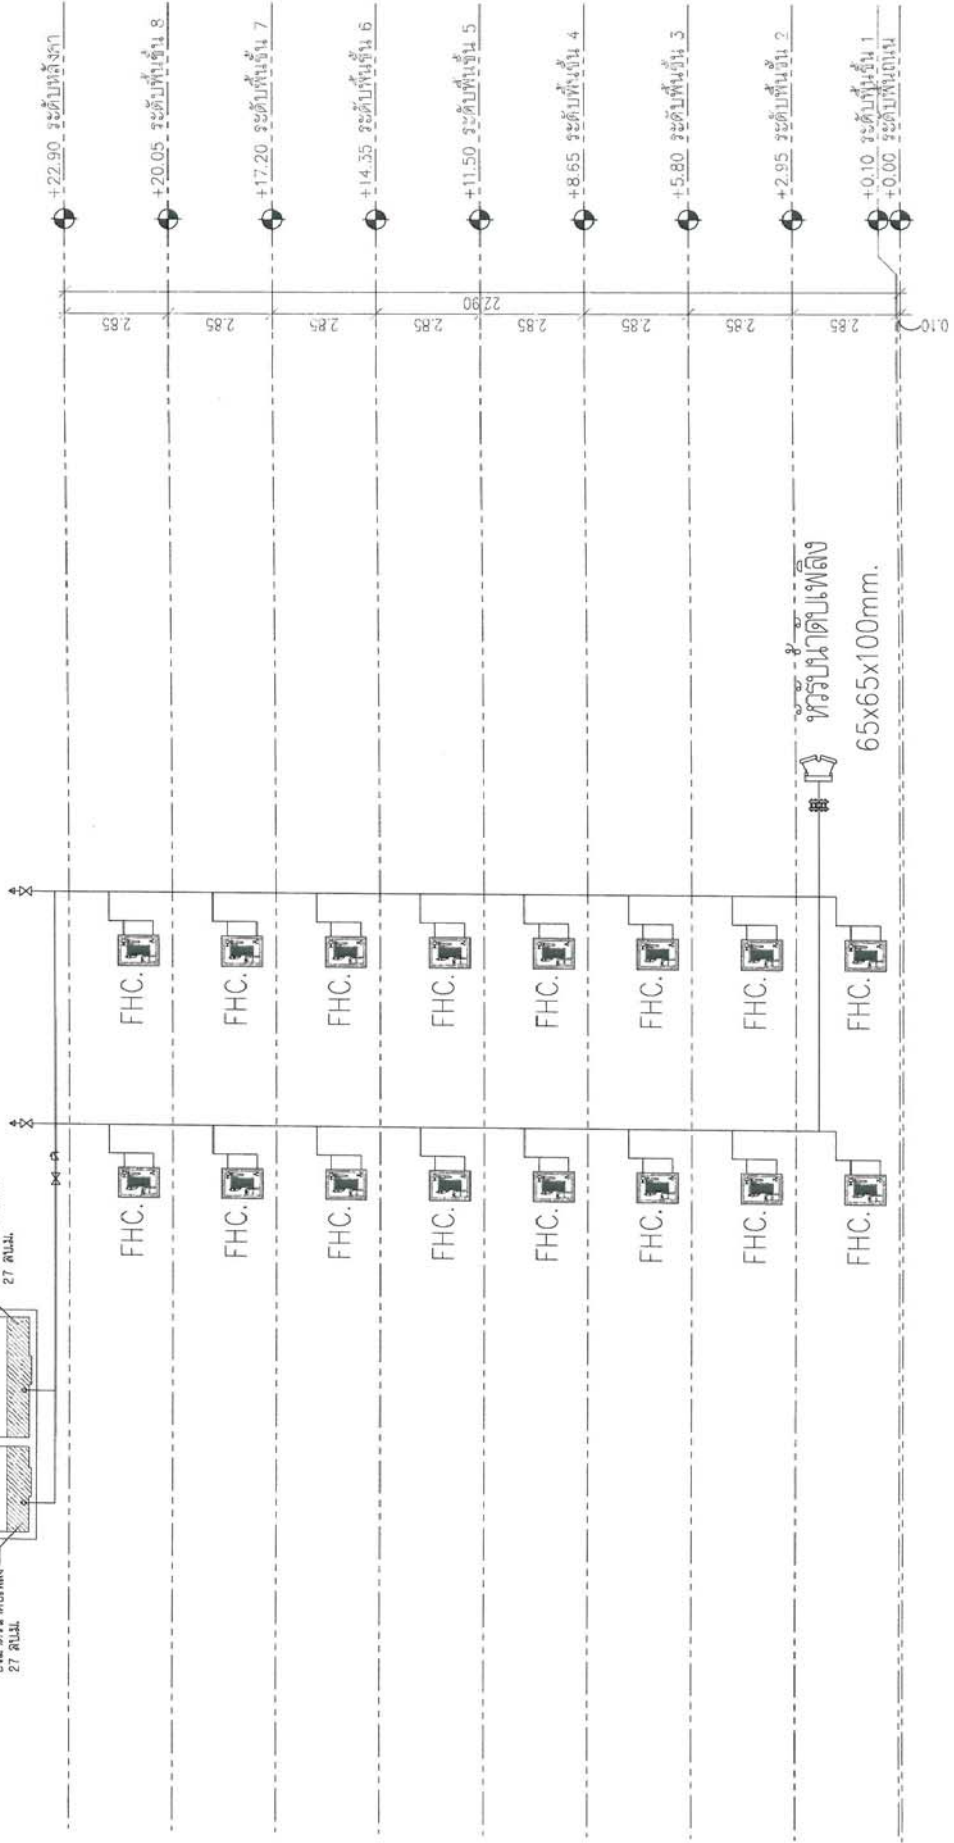 27 ลบ.ม.
27 ลบ.ม.
+22.90 ระดับหลังคา
+20.05 ระดับพื้นชั้น 8
+17.20 ระดับพื้นชั้น 7
+14.35 ระดับพื้นชั้น 6
+11.50 ระดับพื้นชั้น 5
+8.65 ระดับพื้นชั้น 4
+5.80 ระดับพื้นชั้น 3
+2.95 ระดับพื้นชั้น 2
+0.10 ระดับพื้นชั้น 1
+0.00 ระดับพื้นถนน
22.90
2.85
2.85
2.85
2.85
2.85
2.85
2.85
2.85
0.10
FHC. FHC.
FHC. FHC.
FHC. FHC.
FHC. FHC.
FHC. FHC.
FHC. FHC.
FHC. FHC.
FHC. FHC.
หัวรับน้ำดับเพลิง
65x65x100mm.